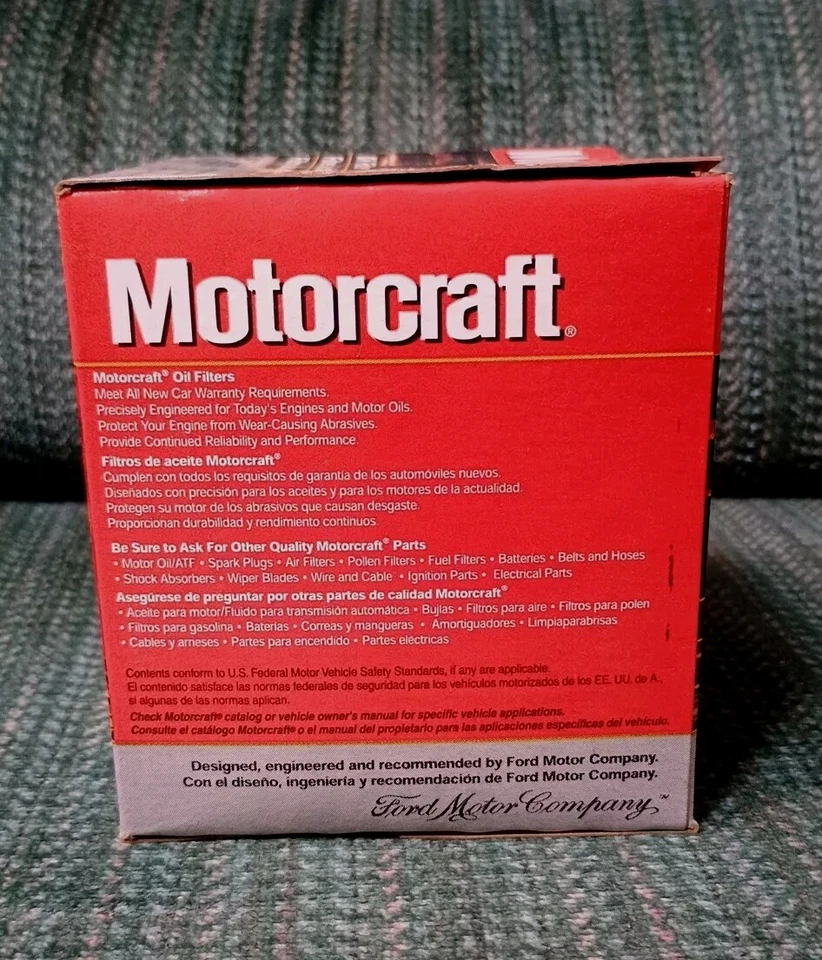 Motorcraft®
Motorcraft® Oil Filters
Meet All New Car Warranty Requirements.
Precisely Engineered for Today's Engines and Motor Oils.
Protect Your Engine from Wear-Causing Abrasives.
Provide Continued Reliability and Performance.
Filtros de aceite Motorcraft®
Cumplen con todos los requisitos de garantía de los automóviles nuevos.
Diseñados con precisión para los aceites y para los motores de la actualidad.
Protegen su motor de los abrasivos que causan desgaste.
Proporcionan durabilidad y rendimiento continuos.
Be Sure to Ask For Other Quality Motorcraft® Parts
• Motor Oil/ATF • Spark Plugs • Air Filters • Pollen Filters • Fuel Filters • Batteries • Belts and Hoses
• Shock Absorbers • Wiper Blades • Wire and Cable • Ignition Parts • Electrical Parts
Asegúrese de preguntar por otras partes de calidad Motorcraft®
• Aceite para motor/Fluido para transmisión automática • Bujías • Filtros para aire • Filtros para polen
• Filtros para gasolina • Baterías • Correas y mangueras • Amortiguadores • Limpiaparabrisas
• Cables y arneses • Partes para encendido • Partes eléctricas
Contents conform to U.S. Federal Motor Vehicle Safety Standards, if any are applicable.
El contenido satisface las normas federales de seguridad para los vehículos motorizados de los EE. UU. de A.,
si algunas de las normas aplican.
Check Motorcraft® catalog or vehicle owner's manual for specific vehicle applications.
Consulte el catálogo Motorcraft® o el manual del propietario para las aplicaciones específicas del vehículo.
Designed, engineered and recommended by Ford Motor Company.
Con el diseño, ingeniería y recomendación de Ford Motor Company.
Ford Motor Company™